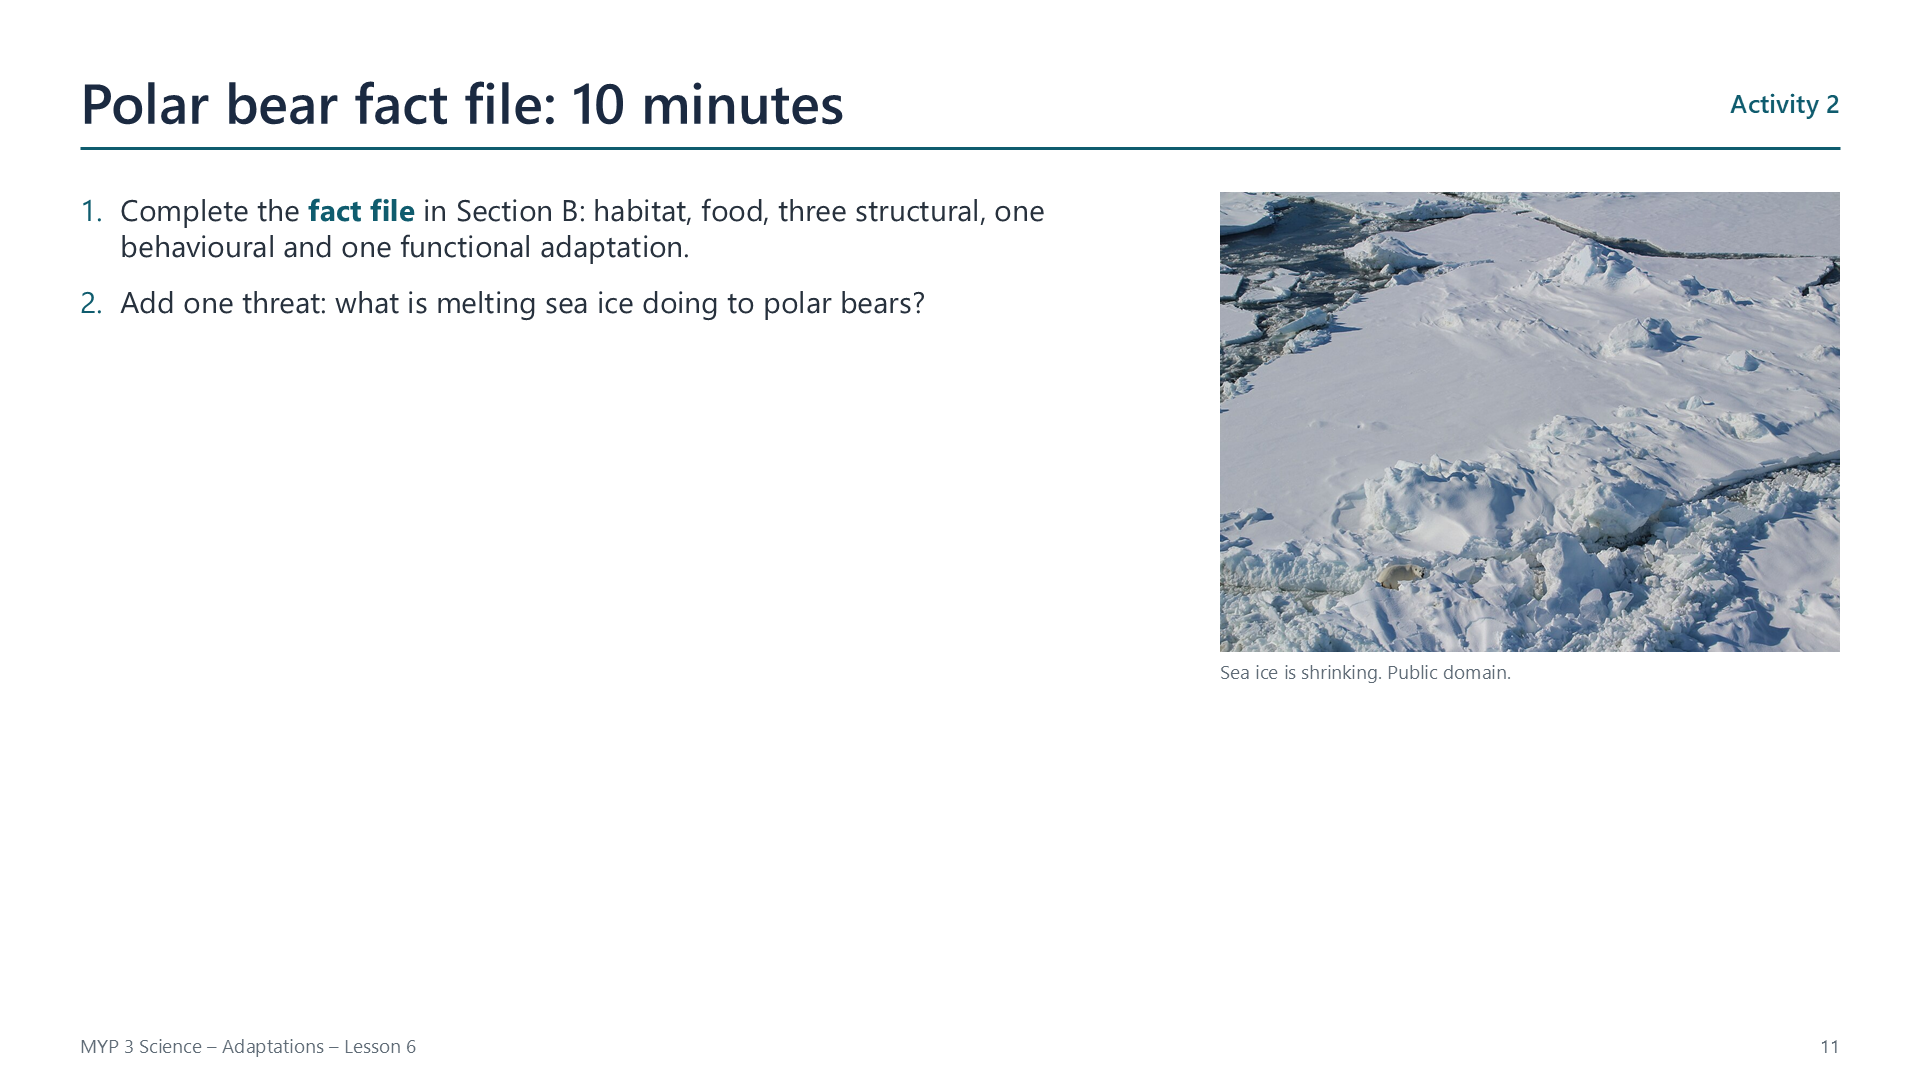 Polar bear fact file: 10 minutes
Activity 2
1. Complete the fact file in Section B: habitat, food, three structural, one
behavioural and one functional adaptation.
2. Add one threat: what is melting sea ice doing to polar bears?
Sea ice is shrinking. Public domain.
MYP 3 Science – Adaptations – Lesson 6
11